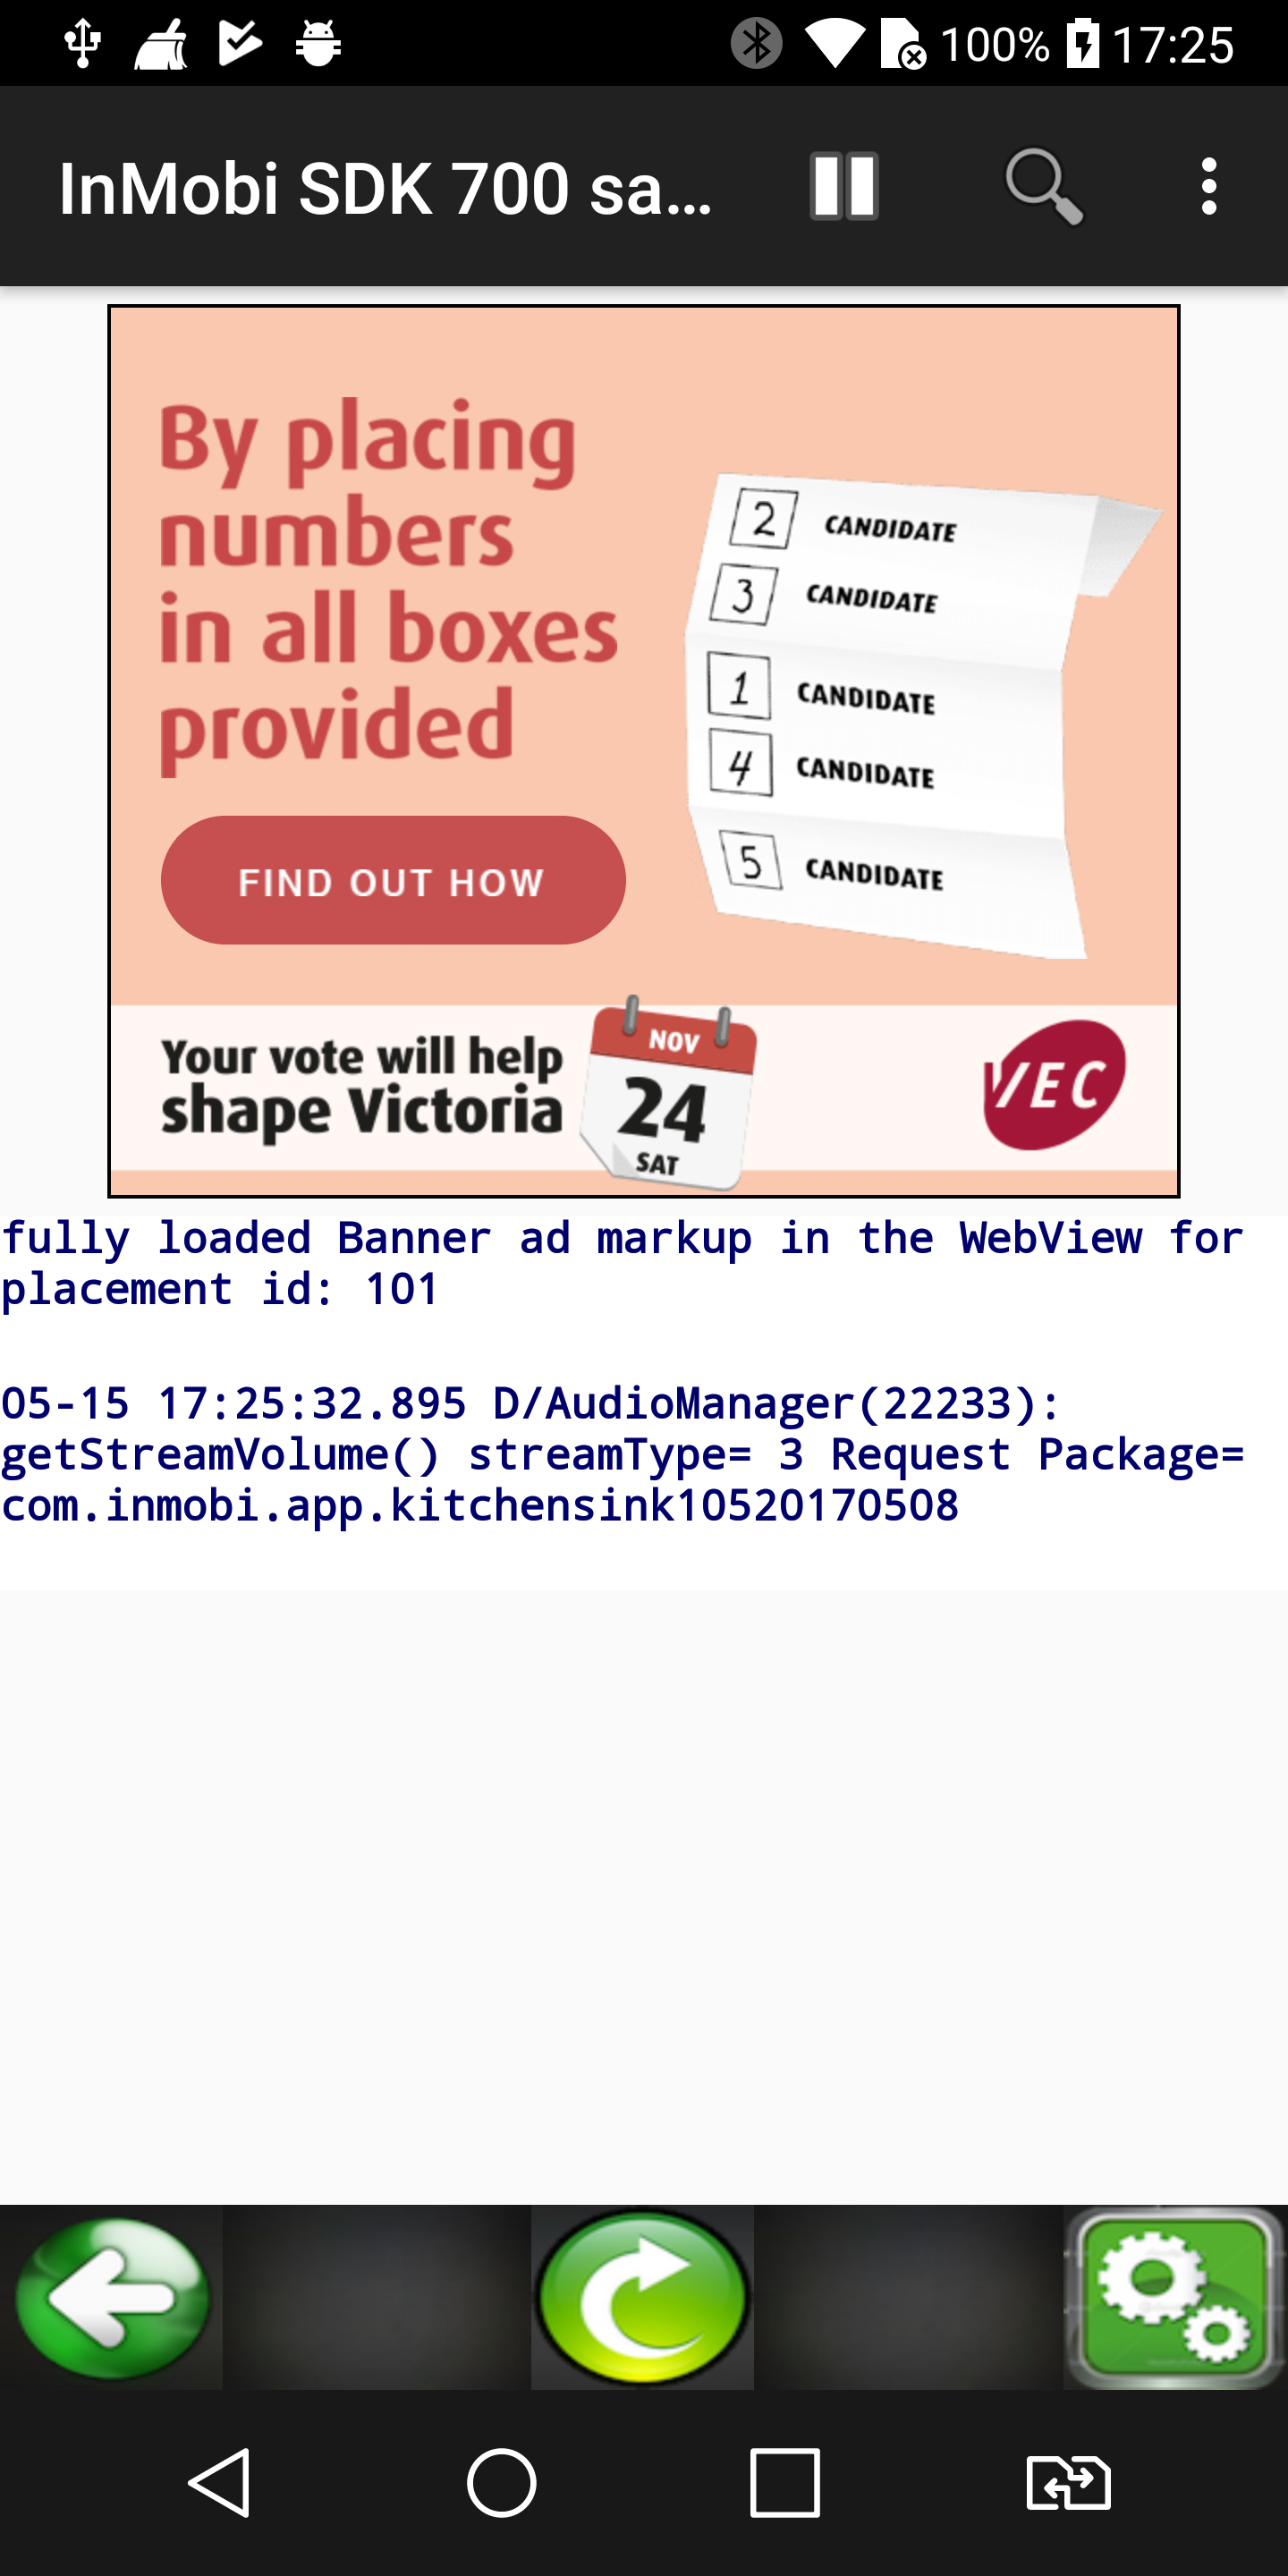 100% 17:25
InMobi SDK 700 sa...
By placing
numbers
in all boxes
provided
FIND OUT HOW
2 CANDIDATE
3 CANDIDATE
1 CANDIDATE
4 CANDIDATE
5 CANDIDATE
Your vote will help
shape Victoria
NOV
24
SAT
VEC
fully loaded Banner ad markup in the WebView for
placement id: 101
05-15 17:25:32.895 D/AudioManager(22233):
getStreamVolume() streamType= 3 Request Package=
com.inmobi.app.kitchensink10520170508